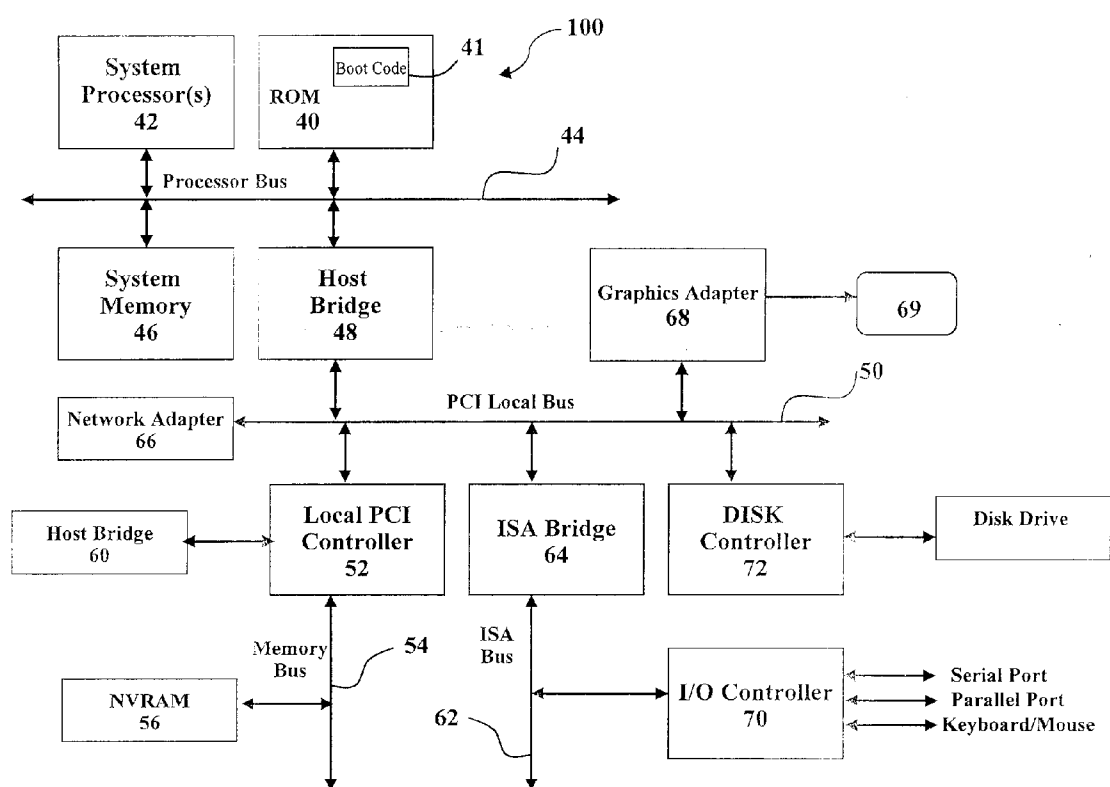 100
System
Processor(s)
42
Boot Code
41
ROM
40
44
Processor Bus
System
Memory
46
Host
Bridge
48
Graphics Adapter
68
69
50
PCI Local Bus
Network Adapter
66
Host Bridge
60
Local PCI
Controller
52
ISA Bridge
64
DISK
Controller
72
Disk Drive
Memory
Bus
54
ISA
Bus
NVRAM
56
62
I/O Controller
70
Serial Port
Parallel Port
Keyboard/Mouse